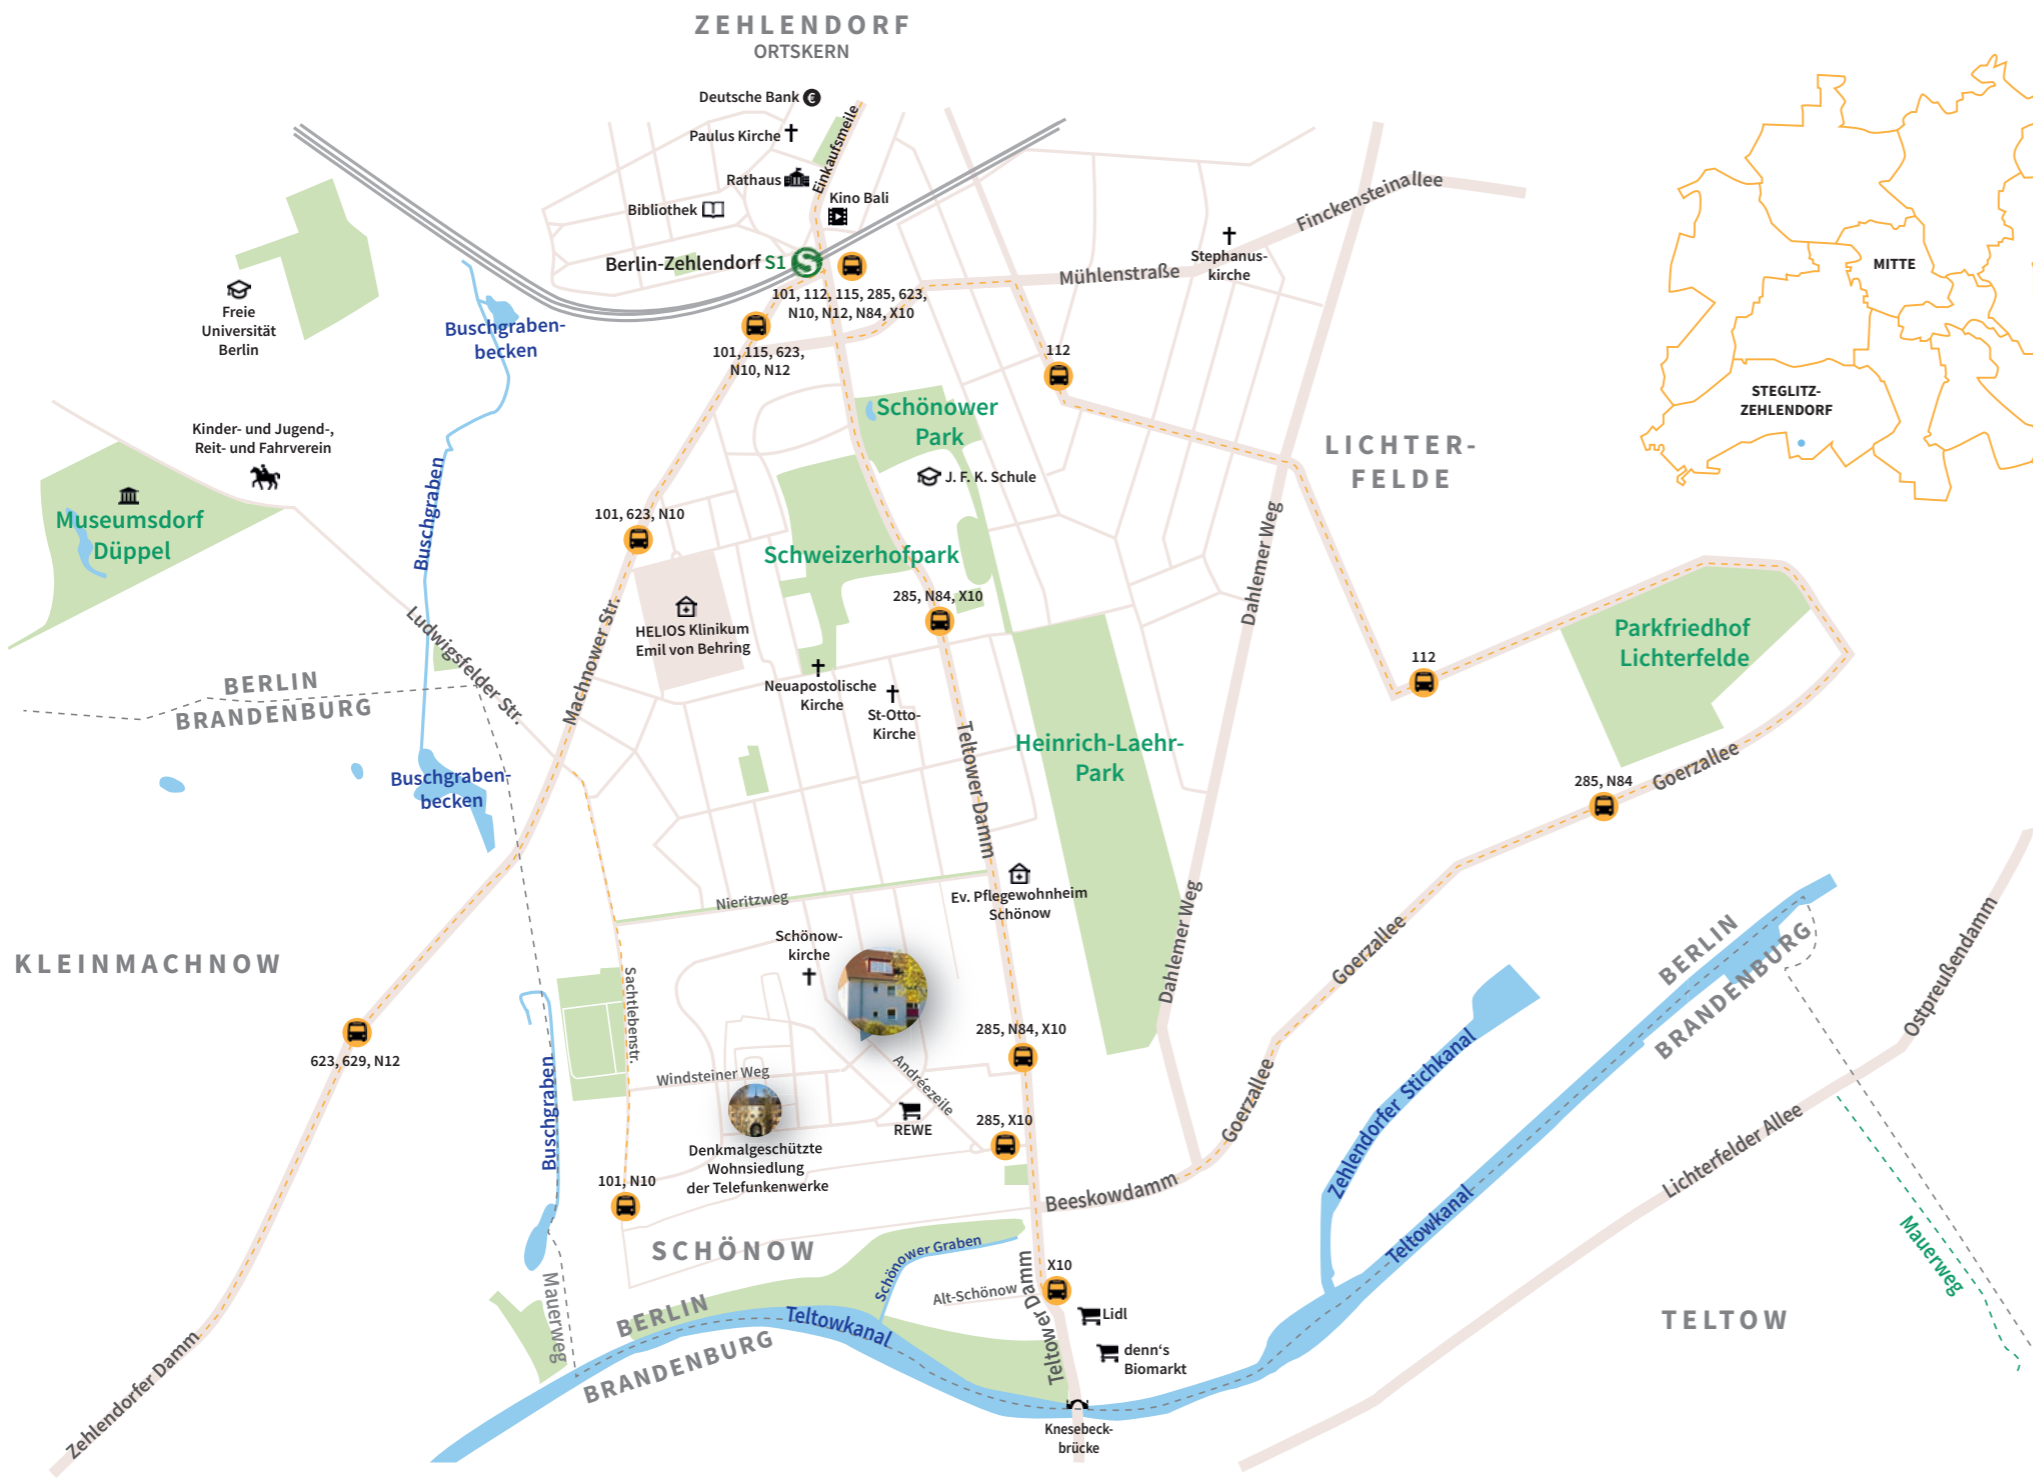 ZEHLENDORF
ORTSKERN
Deutsche Bank
€
Paulus Kirche
Einkaufsmeile
Rathaus
Kino Bali
Bibliothek
Berlin-Zehlendorf S1
S
101, 112, 115, 285, 623,
N10, N12, N84, X10
101, 115, 623,
N10, N12
Mühlenstraße
Finckensteinallee
Stephanus-
kirche
112
Freie
Universität
Berlin
Buschgraben-
becken
Kinder- und Jugend-,
Reit- und Fahrverein
Museumsdorf
Düppel
Buschgraben
Schönower
Park
J. F. K. Schule
LICHTER-
FELDE
MITTE
STEGLITZ-
ZEHLENDORF
101, 623, N10
Schweizerhofpark
285, N84, X10
Dahlemer Weg
HELIOS Klinikum
Emil von Behring
Machnower Str.
Ludwigsfelder Str.
BERLIN
BRANDENBURG
Neuapostolische
Kirche
St-Otto-
Kirche
Teltower Damm
Heinrich-Laehr-
Park
112
Parkfriedhof
Lichterfelde
285, N84
Goerzallee
Buschgraben-
becken
Nieritzweg
Ev. Pflegewohnheim
Schönow
Dahlemer Weg
Goerzallee
KLEINMACHNOW
Schönow-
kirche
Sachtlebenstr.
623, 629, N12
Buschgraben
Windsteiner Weg
Andréezeile
285, N84, X10
REWE
285, X10
Denkmalgeschützte
Wohnsiedlung
der Telefunkenwerke
101, N10
Goerzallee
Beeskowdamm
Zehlendorfer Stichkanal
BERLIN
BRANDENBURG
Ostpreußendamm
Lichterfelder Allee
Teltowkanal
Mauerweg
TELTOW
SCHÖNOW
Schönower Graben
Alt-Schönow
X10
Teltower Damm
Lidl
denn‘s
Biomarkt
Mauerweg
BERLIN
BRANDENBURG
Teltowkanal
Knesebeck-
brücke
Zehlendorfer Damm